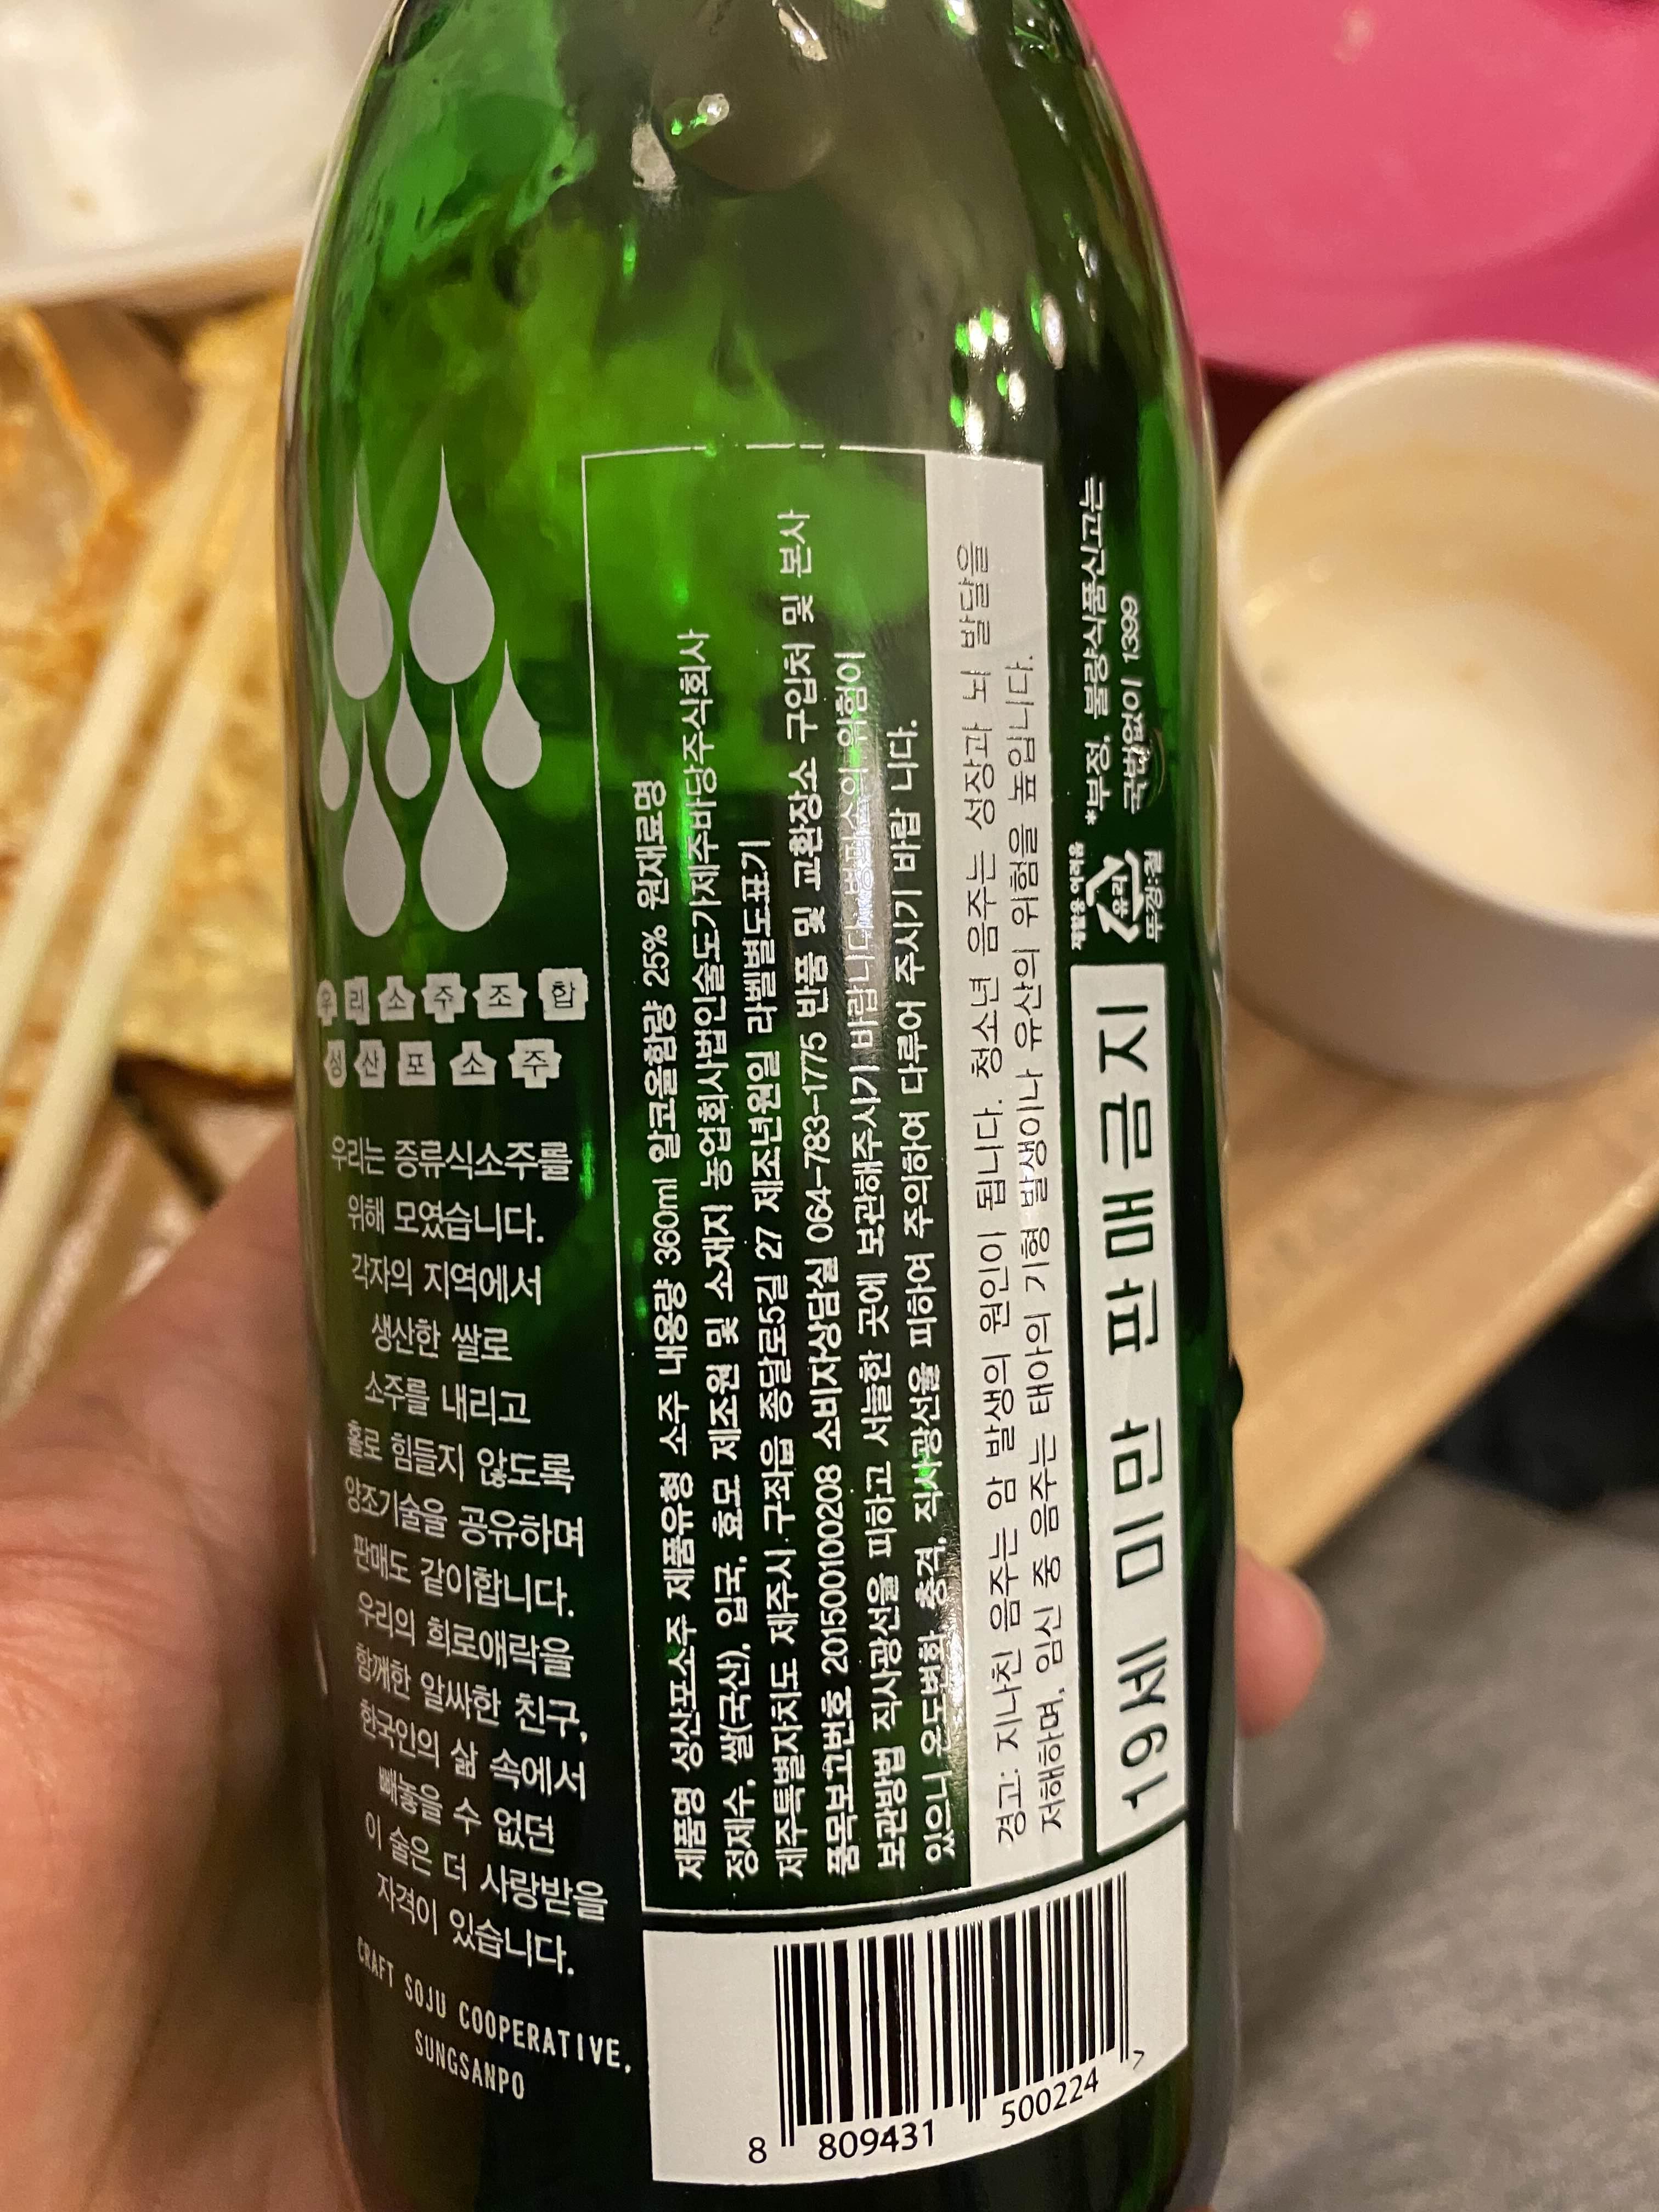 우리소주조합
성산포소주
우리는 증류식소주를
위해 모였습니다.
각자의 지역에서
생산한 쌀로
소주를 내리고
홀로 힘들지 않도록
양조기술을 공유하며
판매도 같이합니다.
우리의 희로애락을
함께한 알싸한 친구,
한국인의 삶 속에서
빼놓을 수 없던
이 술은 더 사랑받을
자격이 있습니다.
CRAFT SOJU COOPERATIVE,
SUNGSANPO
제품명 성산포소주 제품유형 소주 내용량 360ml 알코올함량 25% 원재료명
정제수, 쌀(국산), 입국, 효모 제조원 및 소재지 농업회사법인술도가제주바당주식회사
제주특별자치도 제주시 구좌읍 종달로5길 27 제조년원일 라벨별도표기
품목보고번호 201500100208 소비자상담실 064-783-1775 반품 및 교환장소 구입처 및 본사
보관방법 직사광선을 피하고 서늘한 곳에 보관해주시기 바랍니다. 병파소의 위험이
있으니 온도변화, 충격, 직사광선을 피하여 주의하여 다루어 주시기 바랍 니다.
경고: 지나친 음주는 암 발생의 원인이 됩니다. 청소년 음주는 성장과 뇌 발달을
저해하며, 임신 중 음주는 태아의 기형 발생이나 유산의 위험을 높입니다.
19세 미만 판매금지
재활용 어려움
유리
뚜껑:철
*부정, 불량식품신고는
국번없이 1399
8 809431 500224 >